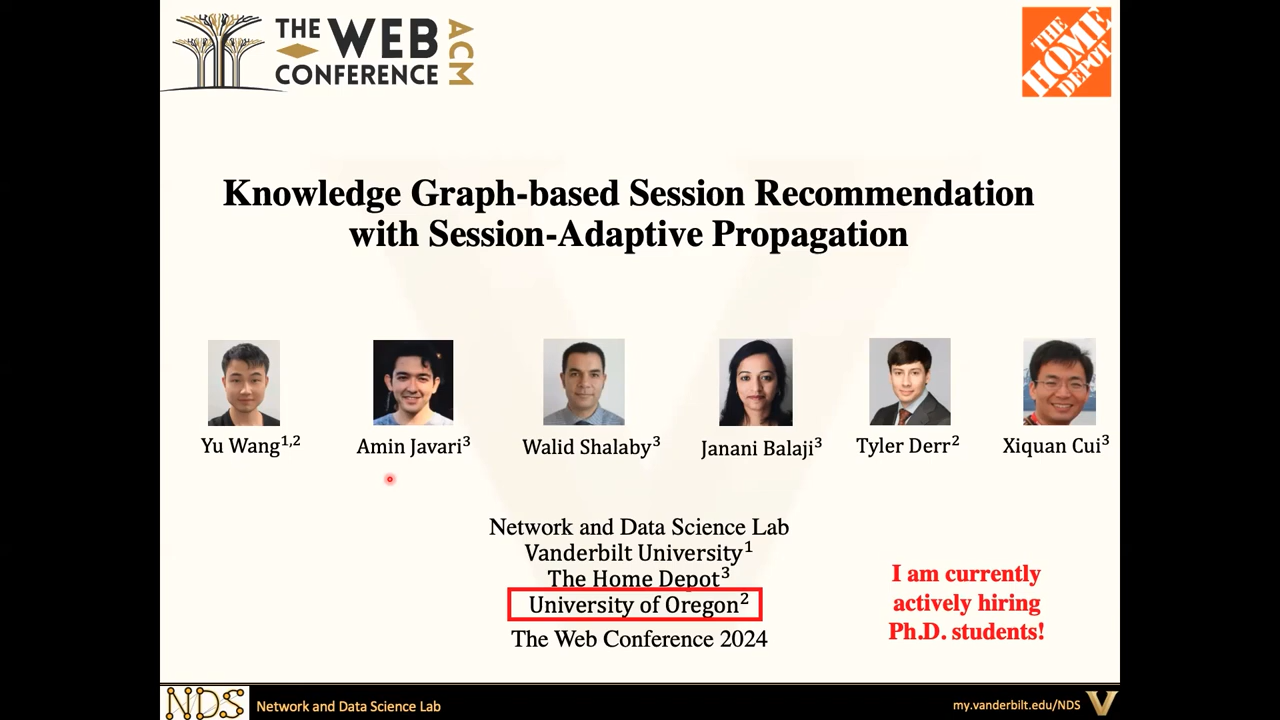 THE WEB CONFERENCE ACM
THE HOME DEPOT
Knowledge Graph-based Session Recommendation
with Session-Adaptive Propagation
Yu Wang1,2
Amin Javari3
Walid Shalaby3
Janani Balaji3
Tyler Derr2
Xiquan Cui3
Network and Data Science Lab
Vanderbilt University1
The Home Depot3
University of Oregon2
The Web Conference 2024
I am currently
actively hiring
Ph.D. students!
NDS
Network and Data Science Lab
my.vanderbilt.edu/NDS
V